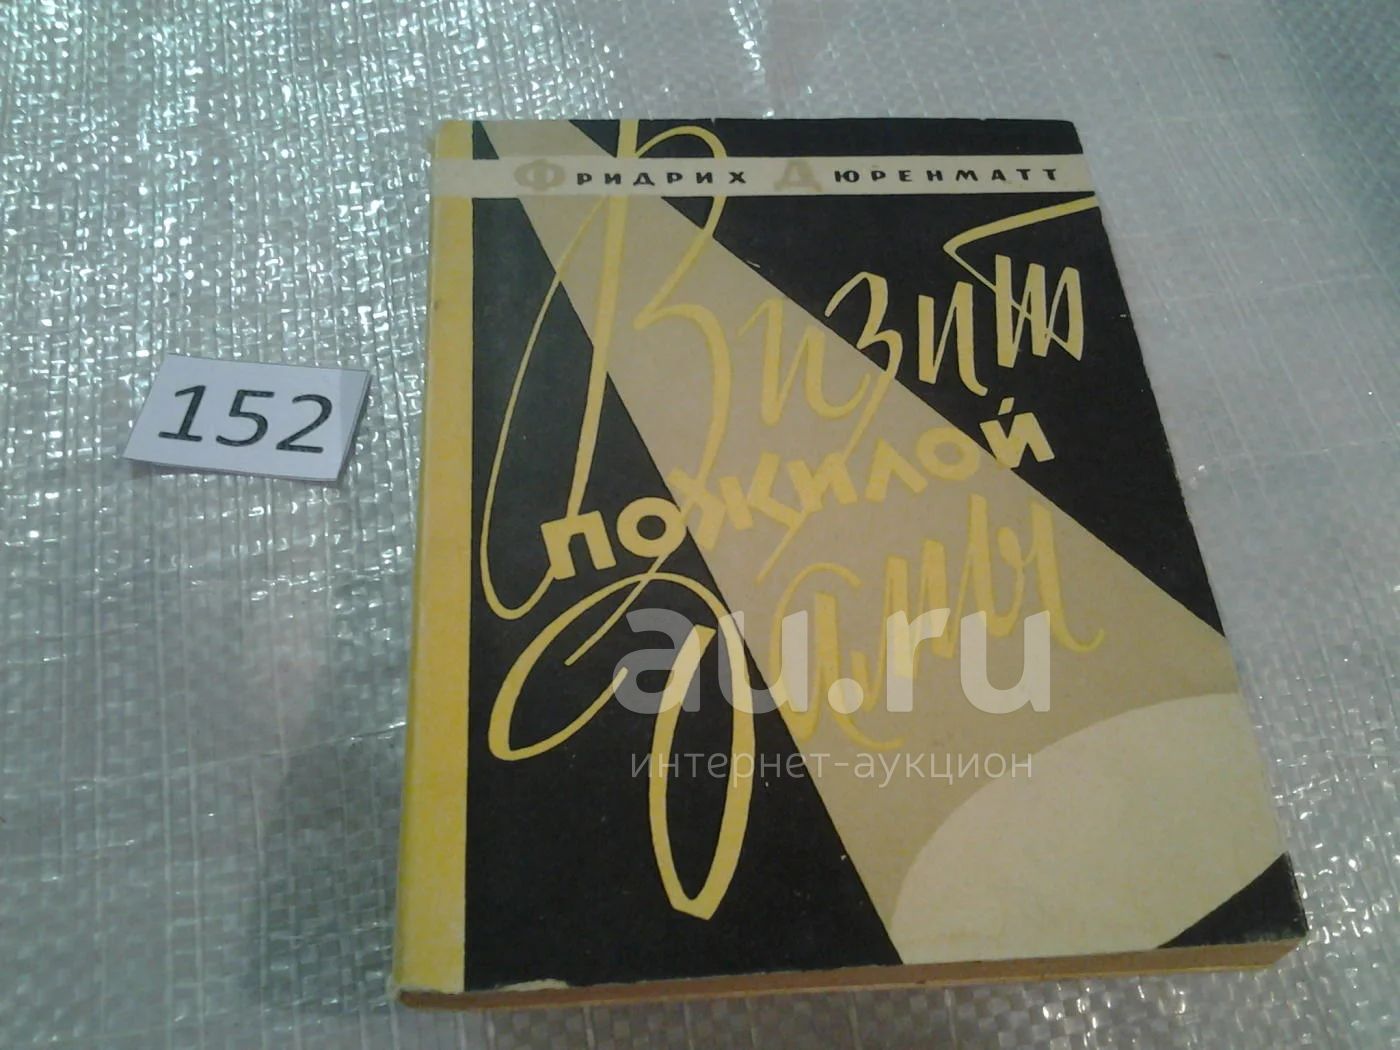 Фридрих Дюренматт
Визит
пожилой
дамы
152
au.ru
интернет-аукцион